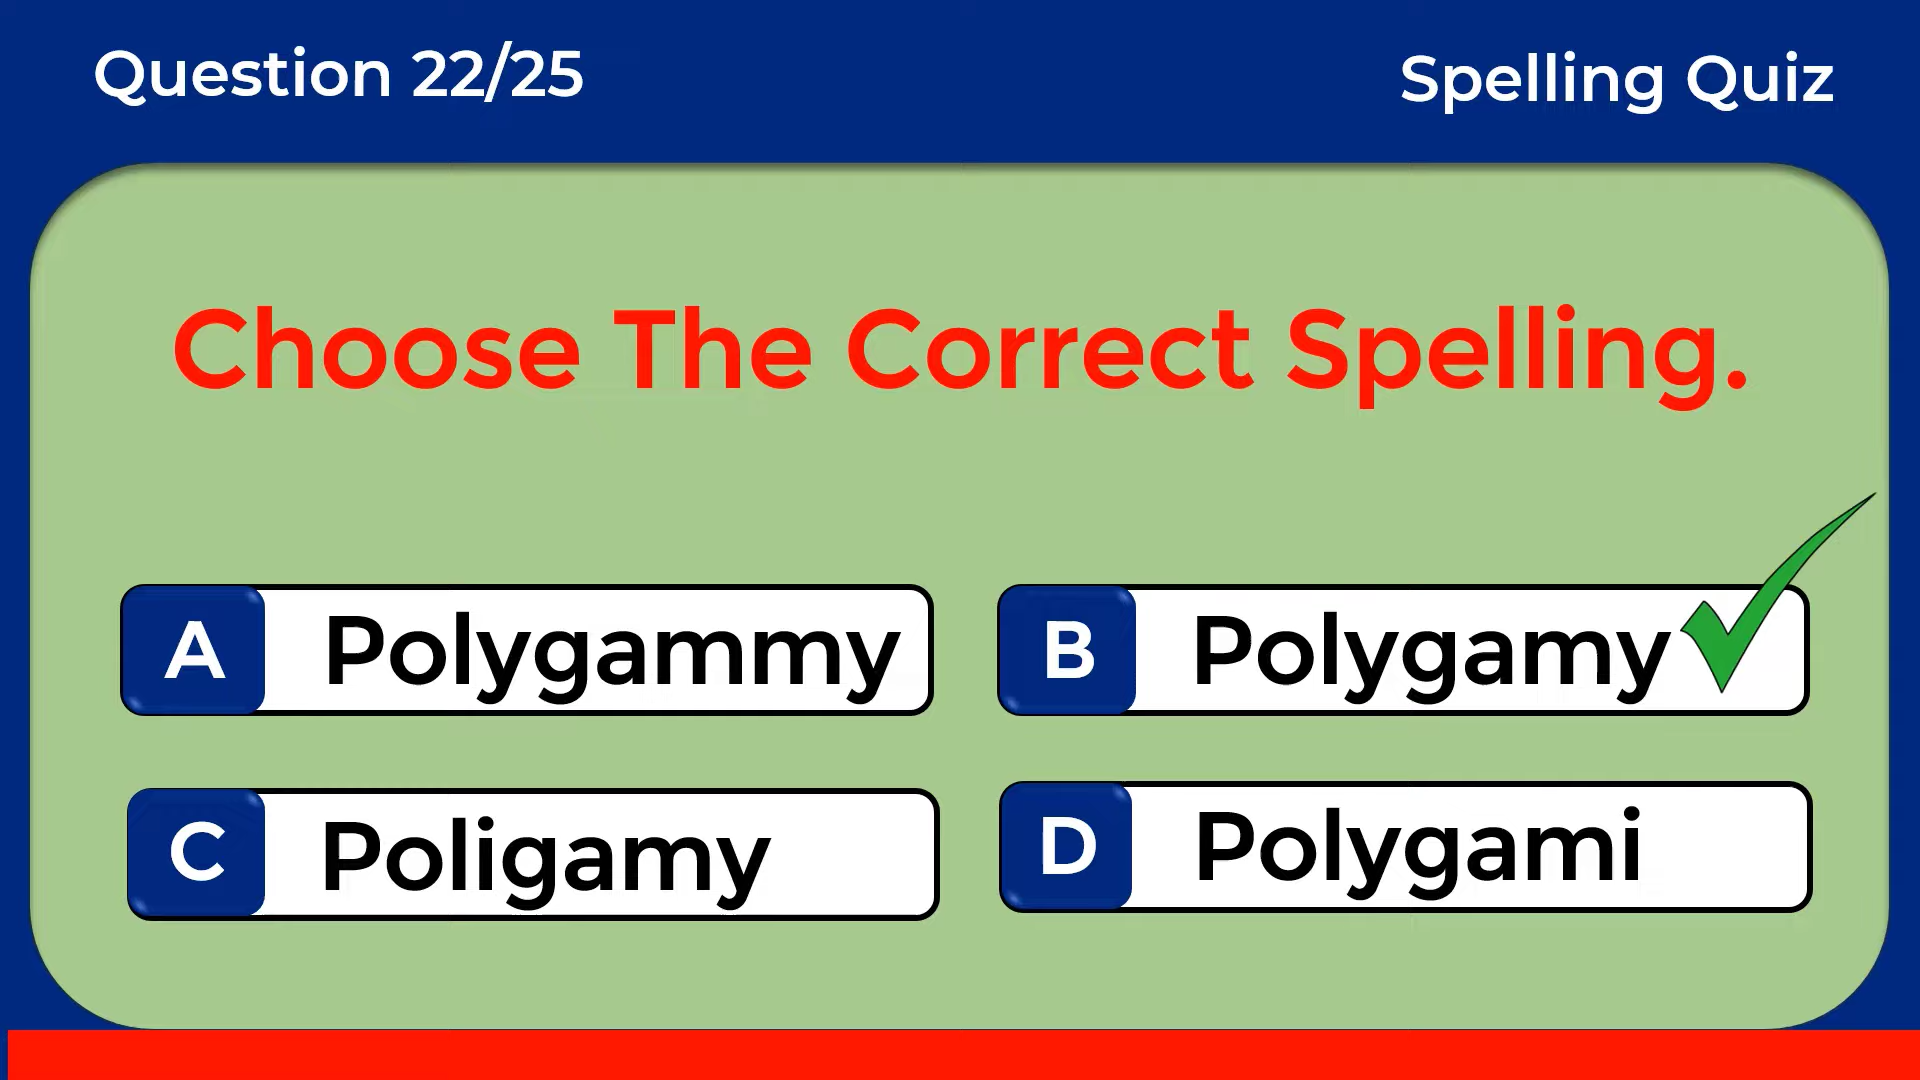 Question 22/25
Spelling Quiz
Choose The Correct Spelling.
A Polygammy
B Polygamy
C Poligamy
D Polygami